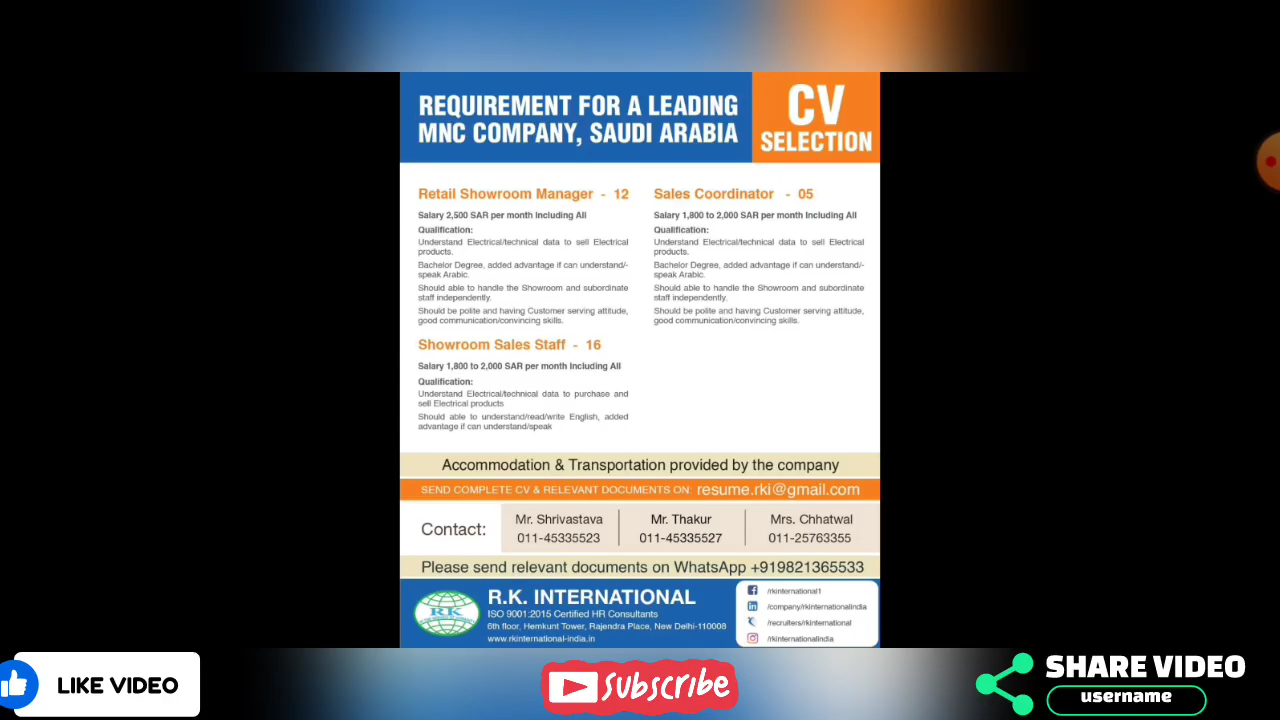 REQUIREMENT FOR A LEADING
MNC COMPANY, SAUDI ARABIA
CV
SELECTION
Retail Showroom Manager - 12
Salary 2,500 SAR per month Including All
Qualification:
Understand Electrical/technical data to sell Electrical
products.
Bachelor Degree, added advantage if can understand/-
speak Arabic.
Should able to handle the Showroom and subordinate
staff independently.
Should be polite and having Customer serving attitude,
good communication/convincing skills.
Sales Coordinator - 05
Salary 1,800 to 2,000 SAR per month Including All
Qualification:
Understand Electrical/technical data to sell Electrical
products.
Bachelor Degree, added advantage if can understand/-
speak Arabic.
Should able to handle the Showroom and subordinate
staff independently.
Should be polite and having Customer serving attitude,
good communication/convincing skills.
Showroom Sales Staff - 16
Salary 1,800 to 2,000 SAR per month Including All
Qualification:
Understand Electrical/technical data to purchase and
sell Electrical products
Should able to understand/read/write English, added
advantage if can understand/speak
Accommodation & Transportation provided by the company
SEND COMPLETE CV & RELEVANT DOCUMENTS ON: resume.rki@gmail.com
Contact:
Mr. Shrivastava
011-45335523
Mr. Thakur
011-45335527
Mrs. Chhatwal
011-25763355
Please send relevant documents on WhatsApp +919821365533
RK
R.K. INTERNATIONAL
ISO 9001:2015 Certified HR Consultants
6th floor, Hemkunt Tower, Rajendra Place, New Delhi-110008
www.rkinternational-india.in
/rkinternational1
/company/rkinternationalindia
/recruiters/rkinternational
/rkinternationalindia
LIKE VIDEO
Subscribe
SHARE VIDEO
username